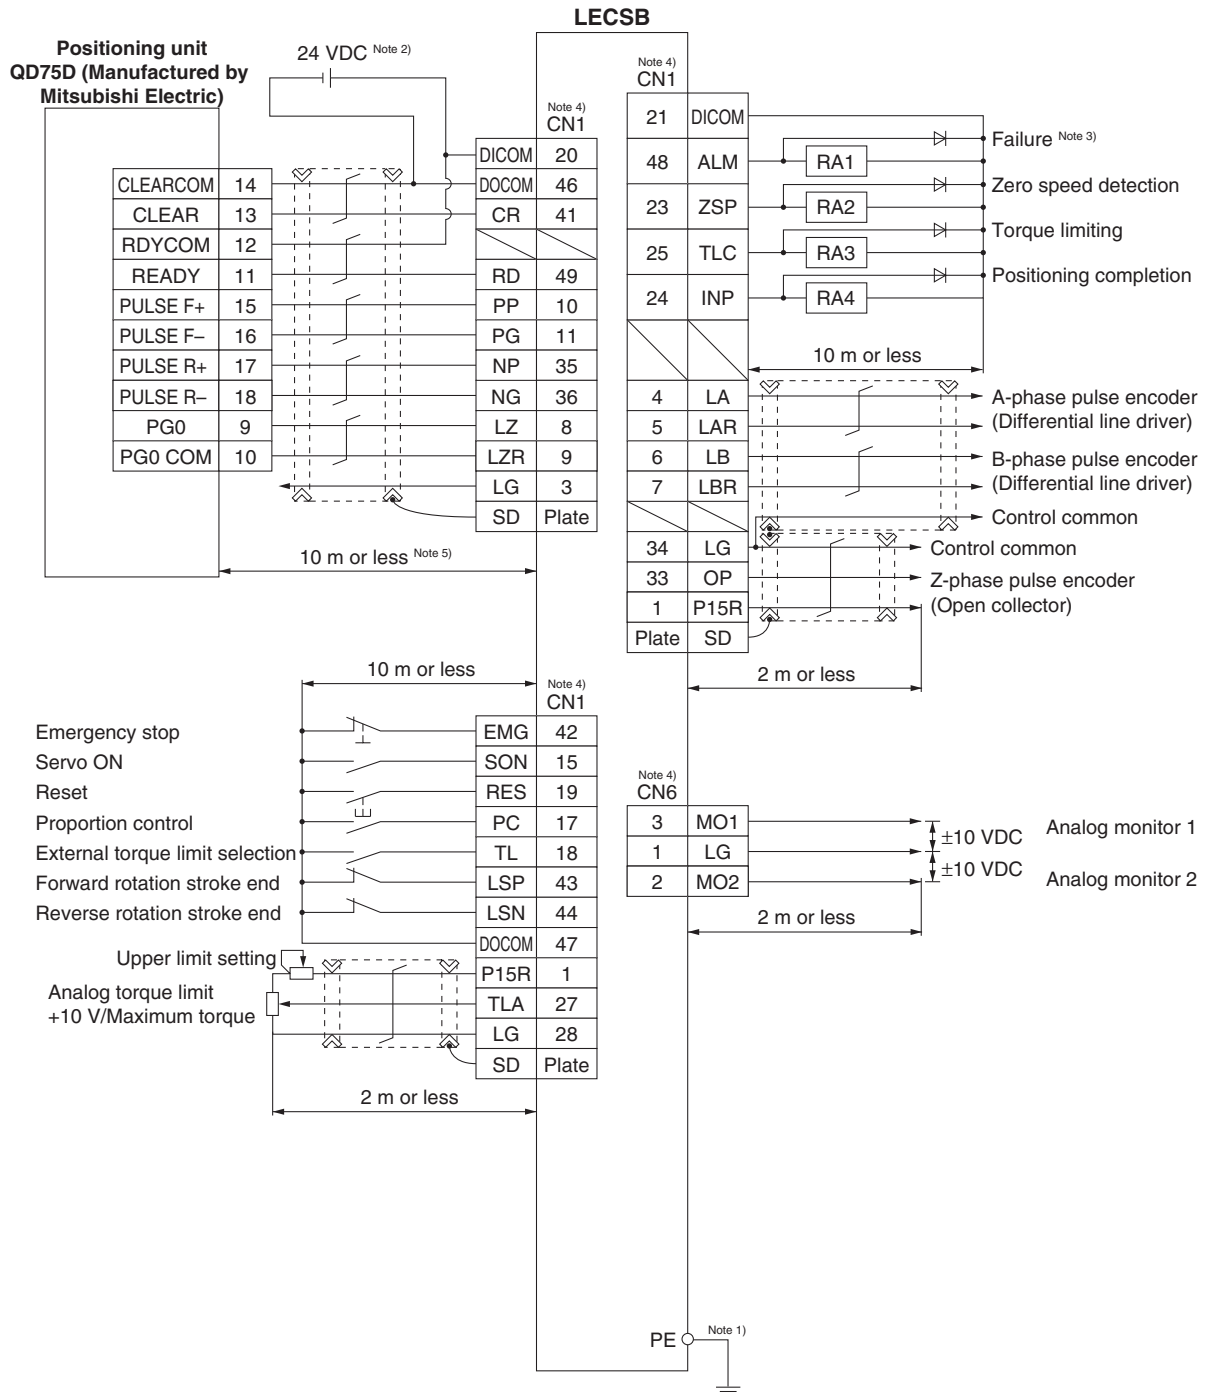 LECSB
Positioning unit
QD75D (Manufactured by
Mitsubishi Electric)
24 VDC Note 2)
Note 4)
CN1
DICOM 20
CLEARCOM 14 DOCOM 46
CLEAR 13 CR 41
RDYCOM 12
READY 11 RD 49
PULSE F+ 15 PP 10
PULSE F– 16 PG 11
PULSE R+ 17 NP 35
PULSE R– 18 NG 36
PG0 9 LZ 8
PG0 COM 10 LZR 9
LG 3
SD Plate
10 m or less Note 5)
Note 4)
CN1
21 DICOM
Failure Note 3)
48 ALM RA1
Zero speed detection
23 ZSP RA2
Torque limiting
25 TLC RA3
Positioning completion
24 INP RA4
10 m or less
4 LA A-phase pulse encoder
5 LAR (Differential line driver)
6 LB B-phase pulse encoder
7 LBR (Differential line driver)
Control common
34 LG Control common
33 OP Z-phase pulse encoder
1 P15R (Open collector)
Plate SD
2 m or less
10 m or less
Note 4)
CN1
Emergency stop EMG 42
Servo ON SON 15
Reset RES 19
Proportion control PC 17
External torque limit selection TL 18
Forward rotation stroke end LSP 43
Reverse rotation stroke end LSN 44
DOCOM 47
Upper limit setting P15R 1
Analog torque limit
+10 V/Maximum torque TLA 27
LG 28
SD Plate
2 m or less
Note 4)
CN6
3 MO1 Analog monitor 1
±10 VDC
1 LG
±10 VDC
2 MO2 Analog monitor 2
2 m or less
PE Note 1)